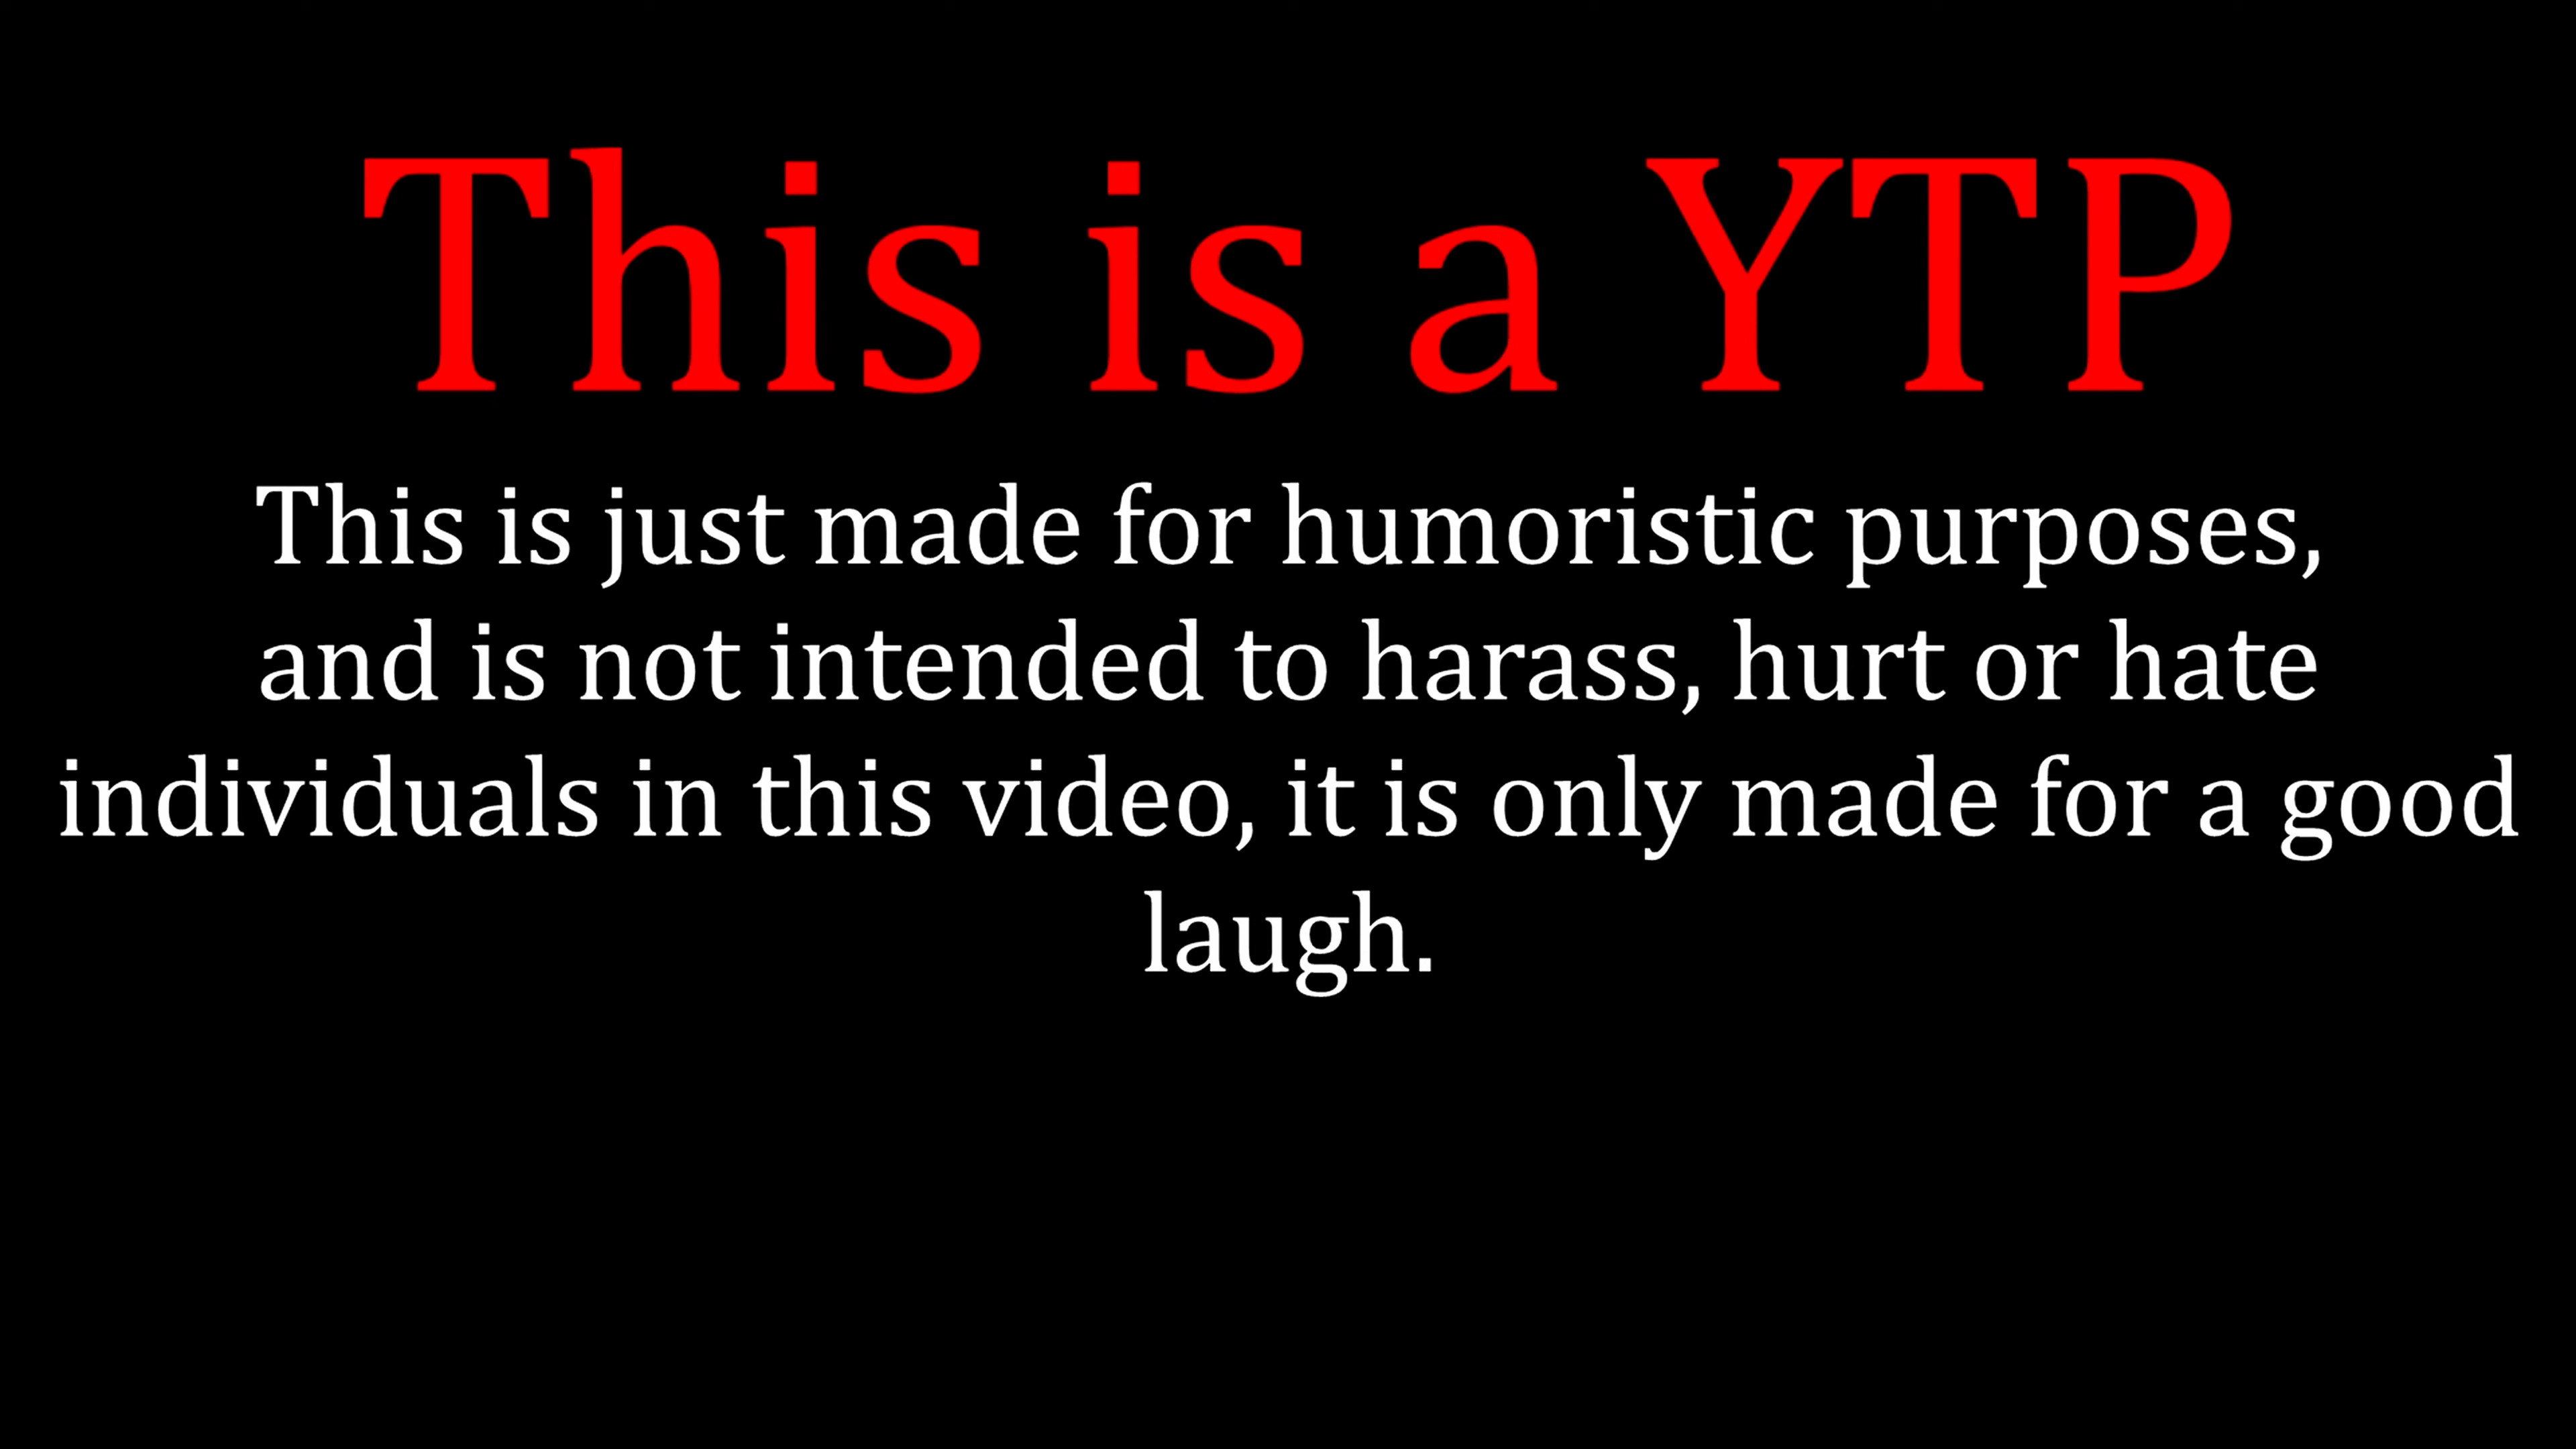 This is a YTP
This is just made for humoristic purposes,
and is not intended to harass, hurt or hate
individuals in this video, it is only made for a good
laugh.